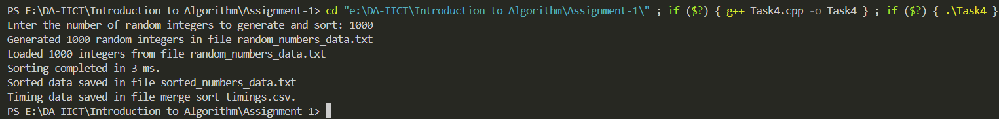 PS E:\DA-IICT\Introduction to Algorithm\Assignment-1> cd "e:\DA-IICT\Introduction to Algorithm\Assignment-1\" ; if ($?) { g++ Task4.cpp -o Task4 } ; if ($?) { .\Task4 }
Enter the number of random integers to generate and sort: 1000
Generated 1000 random integers in file random_numbers_data.txt
Loaded 1000 integers from file random_numbers_data.txt
Sorting completed in 3 ms.
Sorted data saved in file sorted_numbers_data.txt
Timing data saved in file merge_sort_timings.csv.
PS E:\DA-IICT\Introduction to Algorithm\Assignment-1>